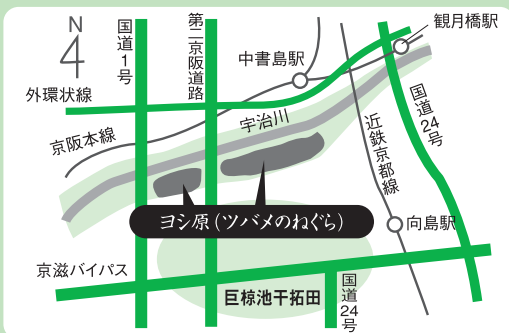 N
国道1号
第二京阪道路
観月橋駅
中書島駅
外環状線
宇治川
国道24号
京阪本線
近鉄京都線
ヨシ原(ツバメのねぐら)
向島駅
京滋バイパス
巨椋池干拓田
国道24号